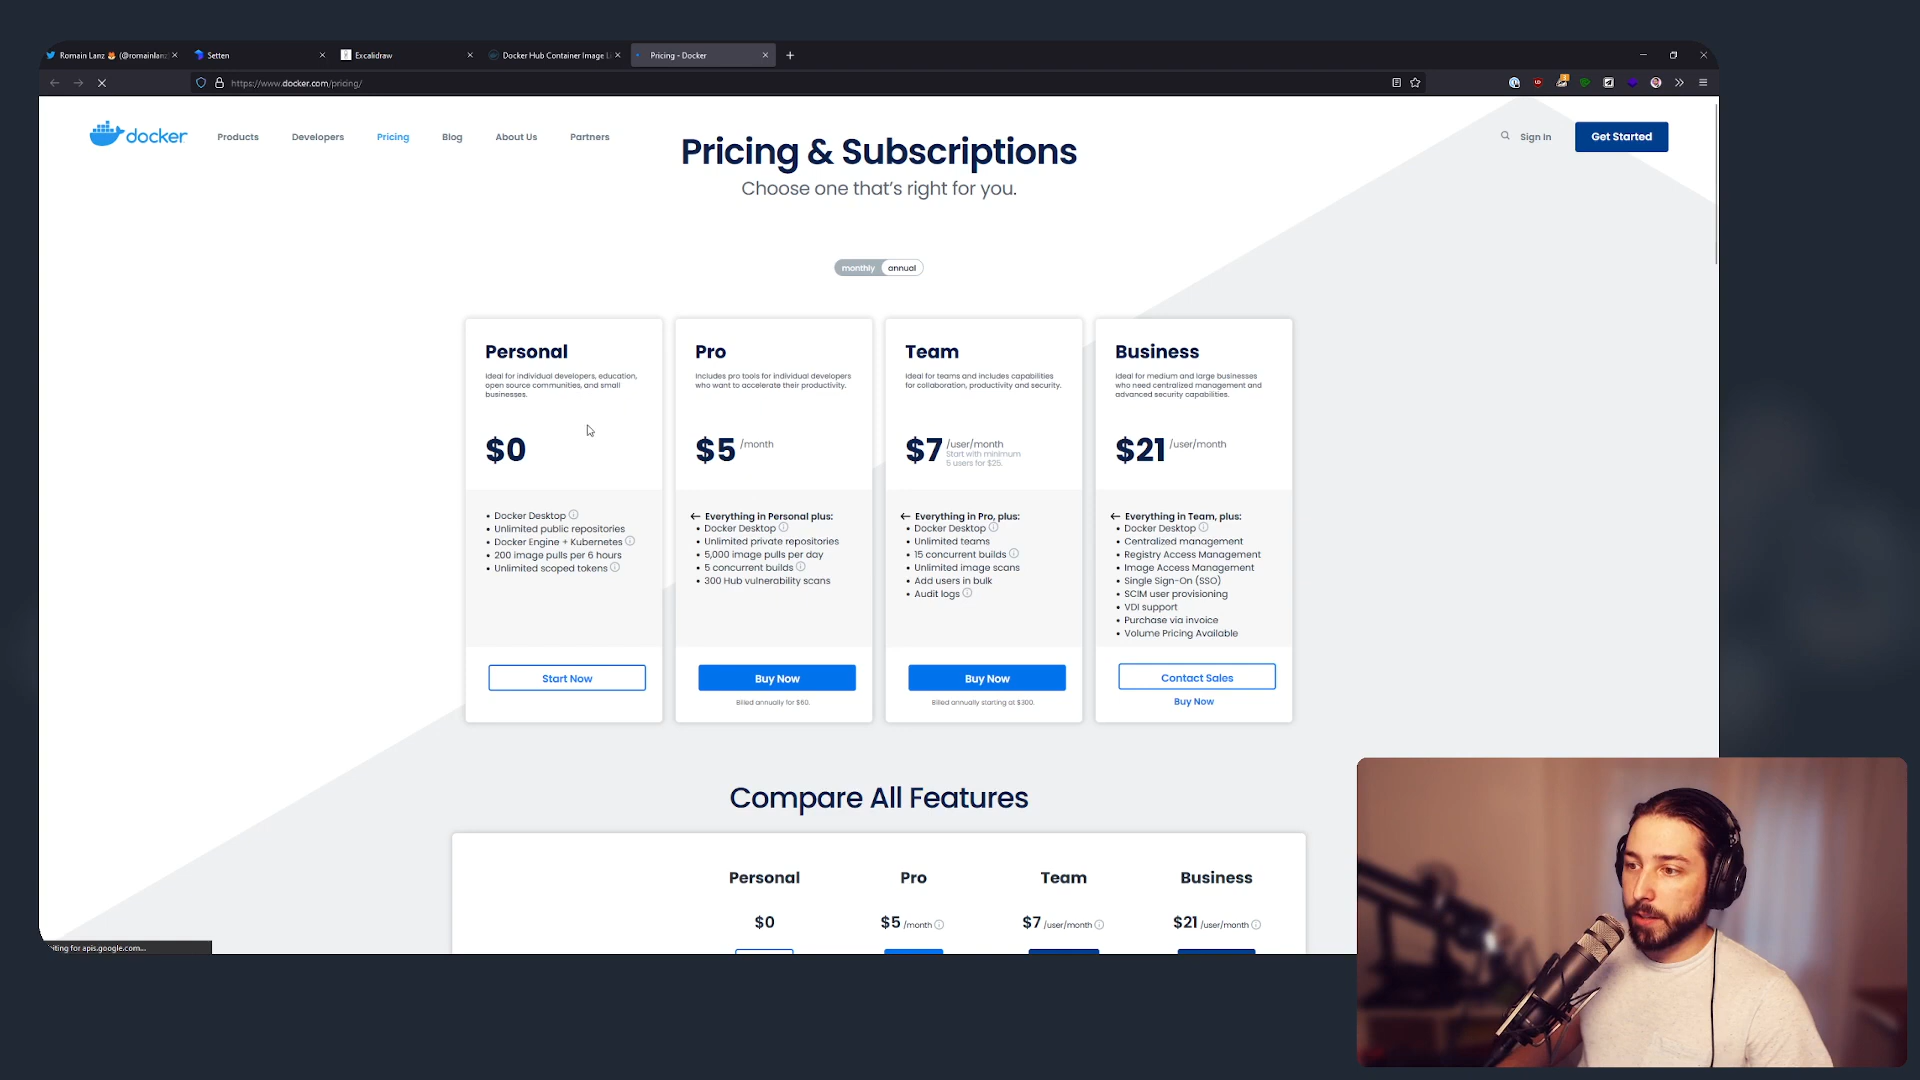 Romain Lanz (@romainlanz)
Setten
Excalidraw
Docker Hub Container Image Li
Pricing - Docker
https://www.docker.com/pricing/
docker
Products
Developers
Pricing
Blog
About Us
Partners
Sign In
Get Started
Pricing & Subscriptions
Choose one that's right for you.
monthly annual
Personal
Ideal for individual developers, education,
open source communities, and small
businesses.
$0
• Docker Desktop
• Unlimited public repositories
• Docker Engine + Kubernetes
• 200 image pulls per 6 hours
• Unlimited scoped tokens
Start Now
Pro
Includes pro tools for individual developers
who want to accelerate their productivity.
$5 /month
← Everything in Personal plus:
• Docker Desktop
• Unlimited private repositories
• 5,000 image pulls per day
• 5 concurrent builds
• 300 Hub vulnerability scans
Buy Now
Billed annually for $60.
Team
Ideal for teams and includes capabilities
for collaboration, productivity and security.
$7 /user/month
Start with minimum
5 users for $25.
← Everything in Pro, plus:
• Docker Desktop
• Unlimited teams
• 15 concurrent builds
• Unlimited image scans
• Add users in bulk
• Audit logs
Buy Now
Billed annually starting at $300.
Business
Ideal for medium and large businesses
who need centralized management and
advanced security capabilities.
$21 /user/month
← Everything in Team, plus:
• Docker Desktop
• Centralized management
• Registry Access Management
• Image Access Management
• Single Sign-On (SSO)
• SCIM user provisioning
• VDI support
• Purchase via invoice
• Volume Pricing Available
Contact Sales
Buy Now
Compare All Features
Personal Pro Team Business
$0 $5 /month $7 /user/month $21 /user/month
iting for apis.google.com...